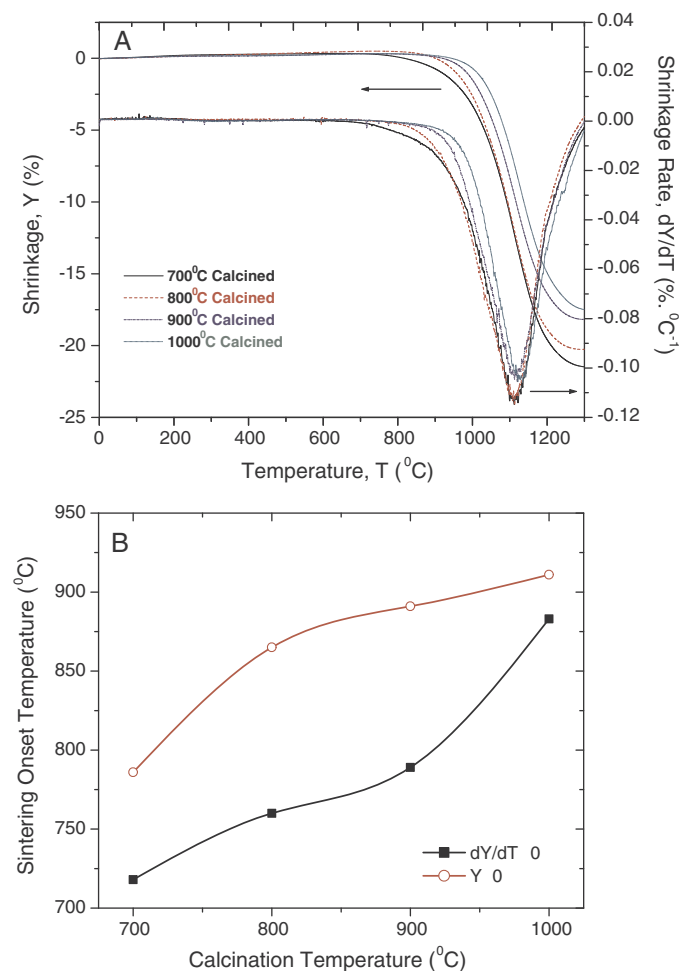 A
0
-5
-10
-15
-20
-25
Shrinkage, Y (%)
0.04
0.02
0.00
-0.02
-0.04
-0.06
-0.08
-0.10
-0.12
Shrinkage Rate, dY/dT (%. ⁰C⁻¹)
700⁰C Calcined
800⁰C Calcined
900⁰C Calcined
1000⁰C Calcined
0 200 400 600 800 1000 1200
Temperature, T (⁰C)
B
950
900
850
800
750
700
Sintering Onset Temperature (⁰C)
dY/dT 0
Y 0
700 800 900 1000
Calcination Temperature (⁰C)